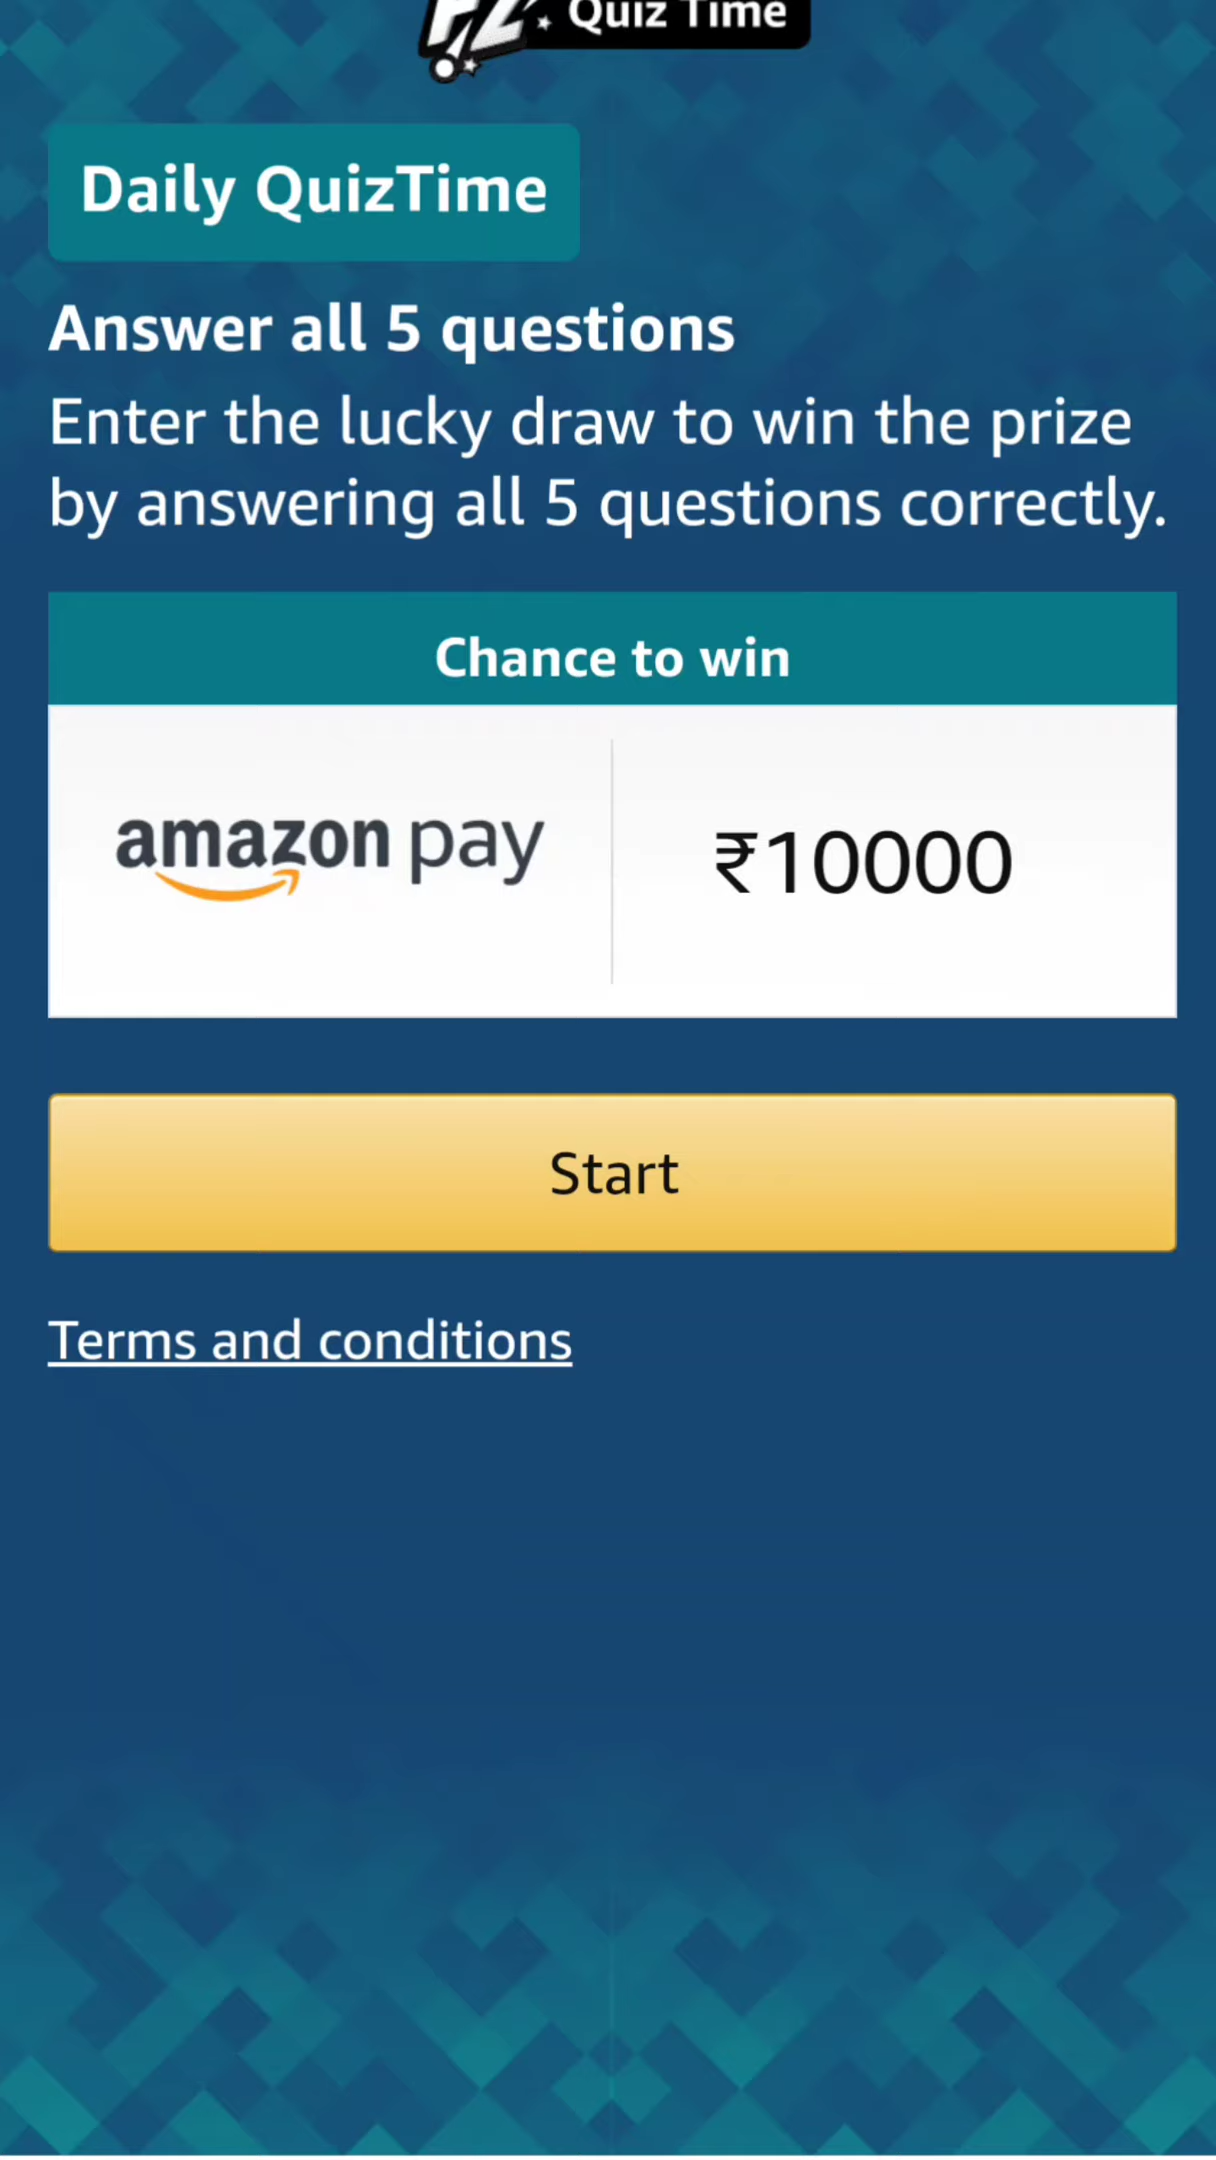 Quiz Time
Daily QuizTime
Answer all 5 questions
Enter the lucky draw to win the prize
by answering all 5 questions correctly.
Chance to win
amazon pay
₹10000
Start
Terms and conditions